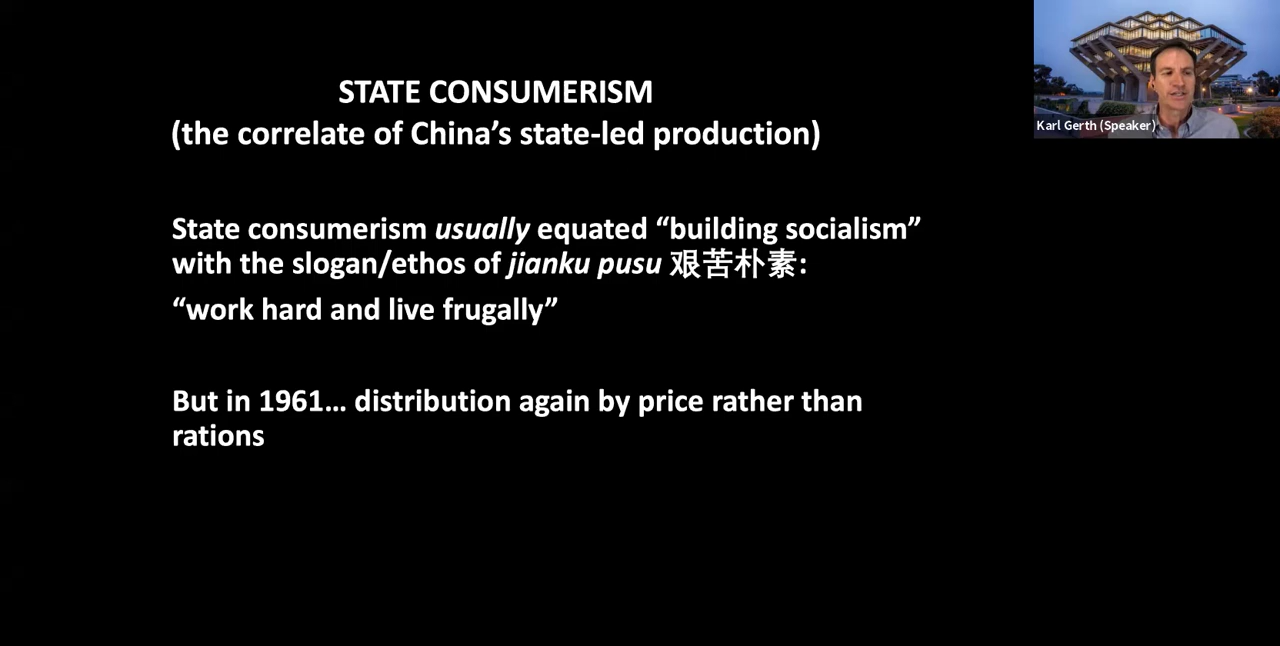 STATE CONSUMERISM
(the correlate of China’s state-led production)
State consumerism usually equated “building socialism”
with the slogan/ethos of jianku pusu 艰苦朴素:
“work hard and live frugally”
But in 1961… distribution again by price rather than
rations
Karl Gerth (Speaker)